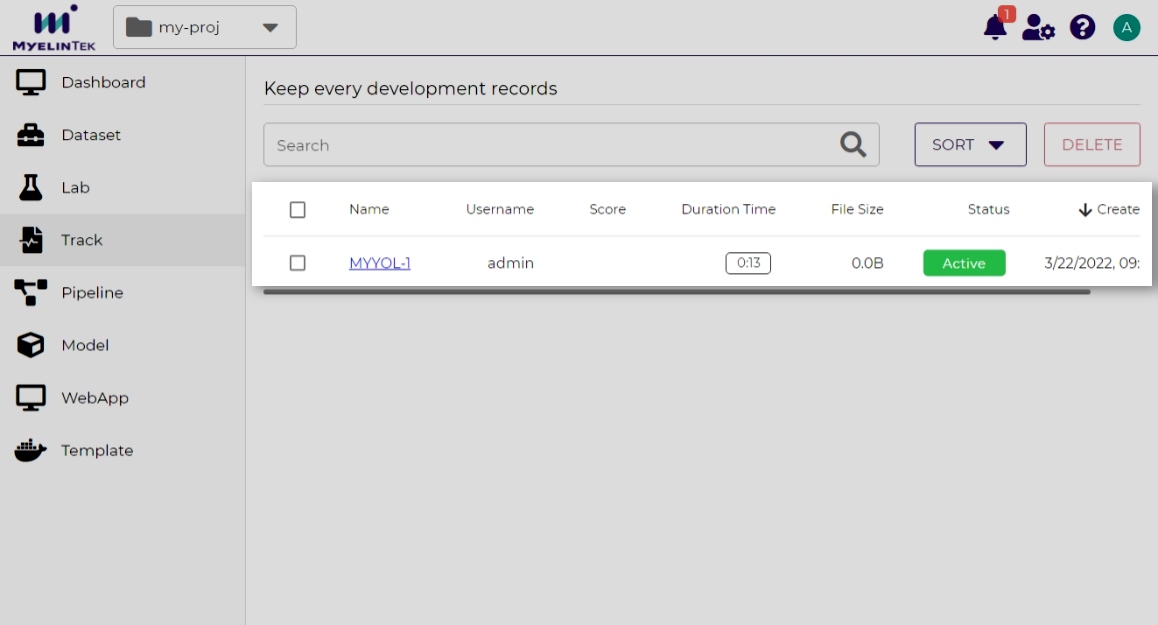 MYELINTEK
my-proj
1
A
Dashboard
Dataset
Lab
Track
Pipeline
Model
WebApp
Template
Keep every development records
Search
SORT
DELETE
Name Username Score Duration Time File Size Status Create
MYYOL-1 admin 0:13 0.0B Active 3/22/2022, 09: